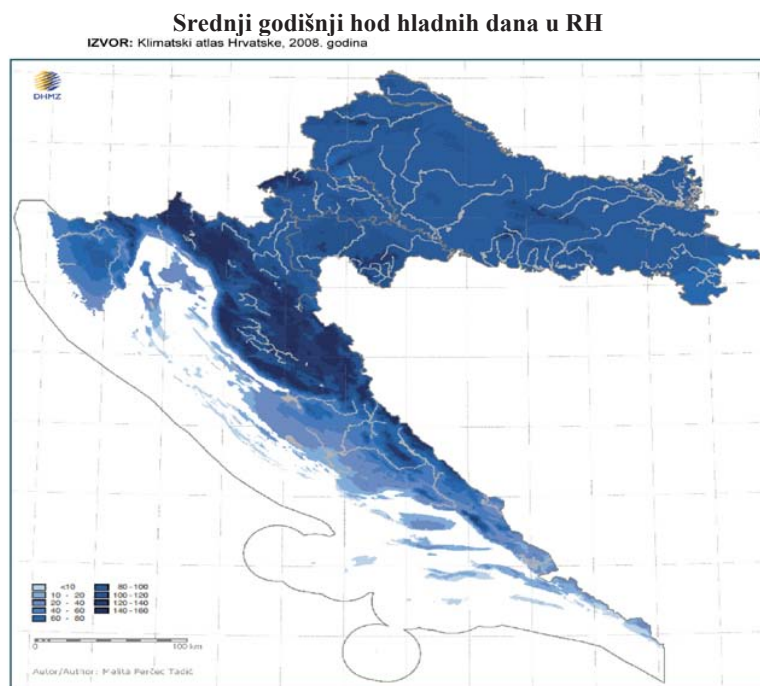 Srednji godišnji hod hladnih dana u RH
IZVOR: Klimatski atlas Hrvatske, 2008. godina
DHMZ
<10
10 - 20
20 - 40
40 - 60
60 - 80
80 - 100
100 - 120
120 - 140
140 - 160
0
100 km
Autor/Author: Melita Perčec Tadić